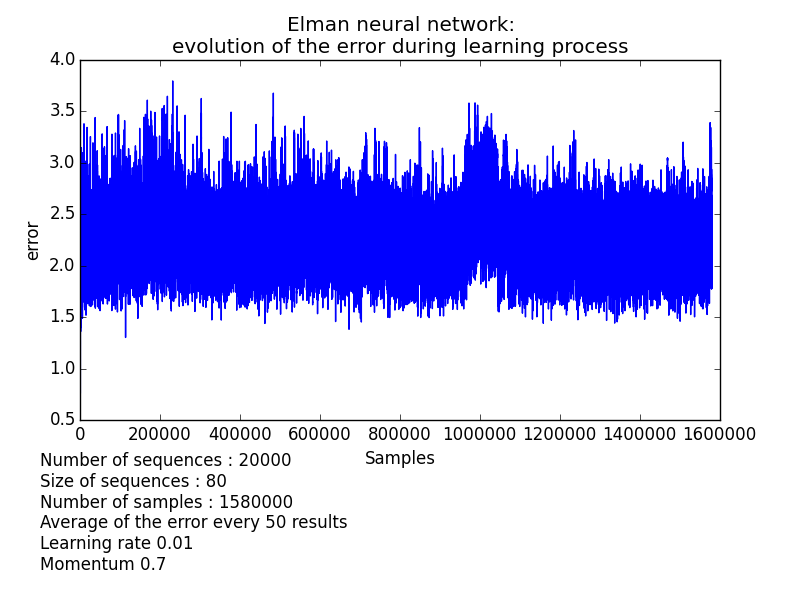 Elman neural network:
evolution of the error during learning process
4.0
3.5
3.0
2.5
2.0
1.5
1.0
0.5
error
0 200000 400000 600000 800000 1000000 1200000 1400000 1600000
Samples
Number of sequences : 20000
Size of sequences : 80
Number of samples : 1580000
Average of the error every 50 results
Learning rate 0.01
Momentum 0.7